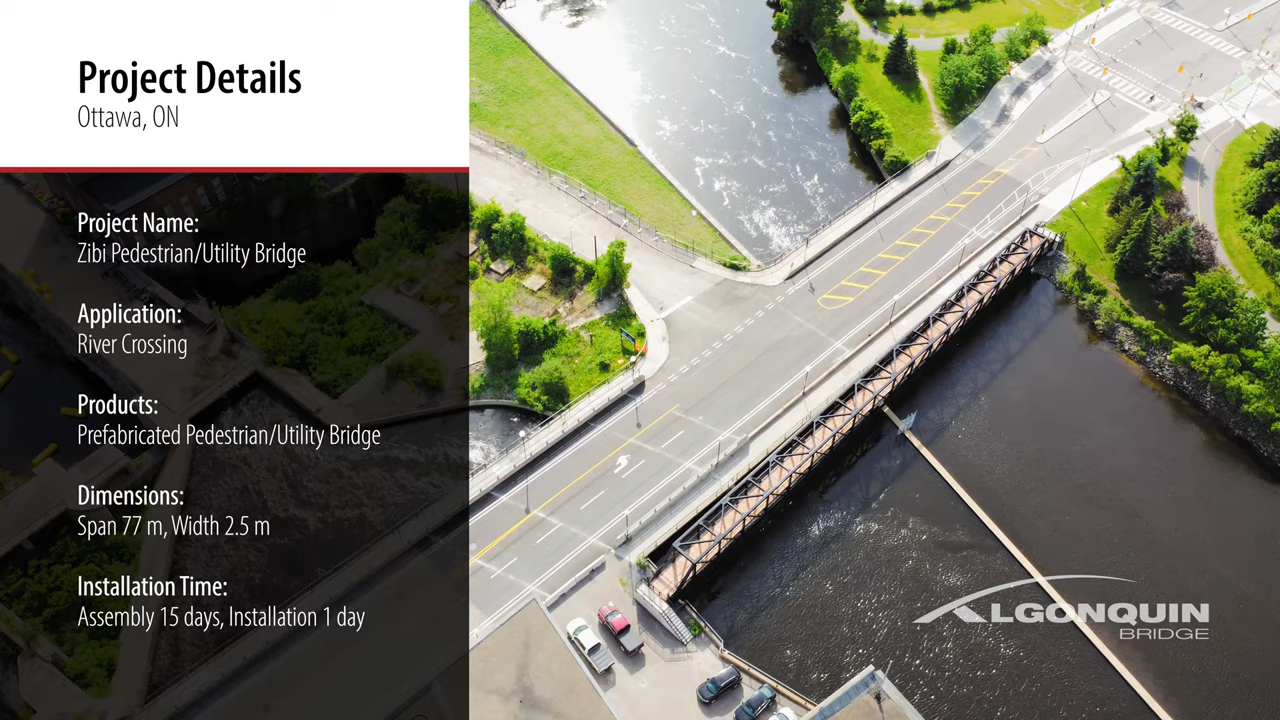 Project Details
Ottawa, ON
Project Name:
Zibi Pedestrian/Utility Bridge
Application:
River Crossing
Products:
Prefabricated Pedestrian/Utility Bridge
Dimensions:
Span 77 m, Width 2.5 m
Installation Time:
Assembly 15 days, Installation 1 day
ALGONQUIN
BRIDGE